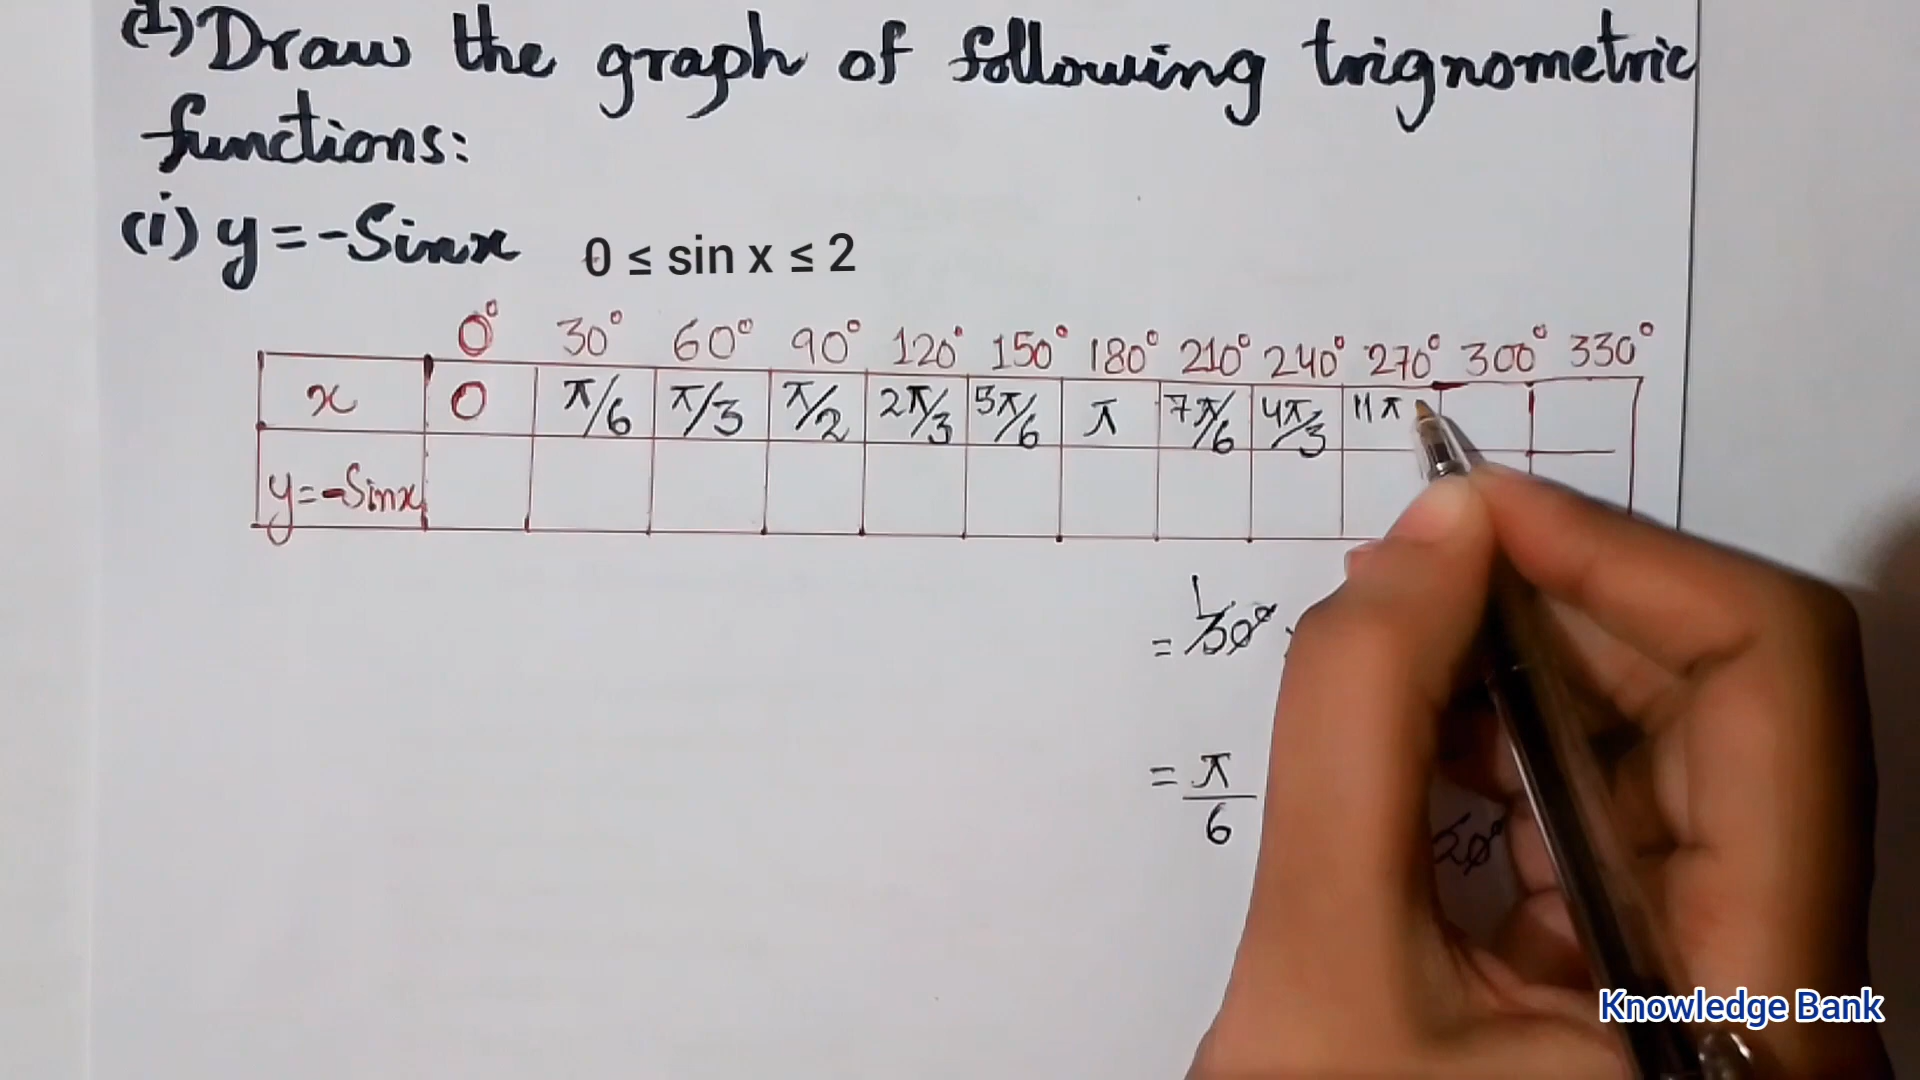 (1) Draw the graph of following trignometric
functions:
(i) y = -Sinx 0 ≤ sin x ≤ 2
0° 30° 60° 90° 120° 150° 180° 210° 240° 270° 300° 330°
x 0 π/6 π/3 π/2 2π/3 5π/6 π 7π/6 4π/3 11π
y = -Sinx
1
= 30°
= π/6
Knowledge Bank